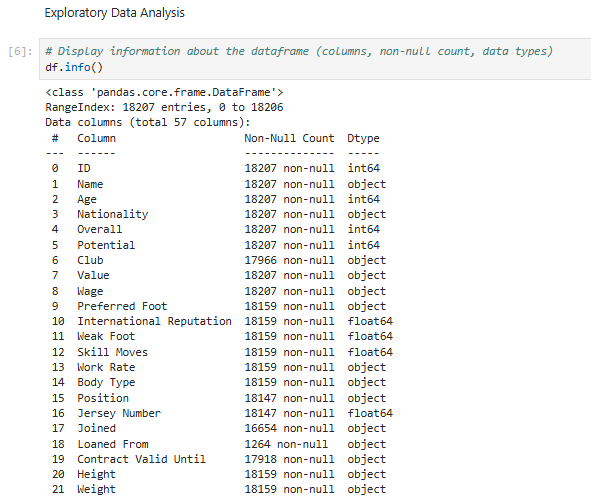 Exploratory Data Analysis
[6]: # Display information about the dataframe (columns, non-null count, data types)
df.info()
<class 'pandas.core.frame.DataFrame'>
RangeIndex: 18207 entries, 0 to 18206
Data columns (total 57 columns):
 #   Column                    Non-Null Count  Dtype
---  ------                    --------------  -----
 0   ID                        18207 non-null  int64
 1   Name                      18207 non-null  object
 2   Age                       18207 non-null  int64
 3   Nationality               18207 non-null  object
 4   Overall                   18207 non-null  int64
 5   Potential                 18207 non-null  int64
 6   Club                      17966 non-null  object
 7   Value                     18207 non-null  object
 8   Wage                      18207 non-null  object
 9   Preferred Foot            18159 non-null  object
 10  International Reputation  18159 non-null  float64
 11  Weak Foot                 18159 non-null  float64
 12  Skill Moves               18159 non-null  float64
 13  Work Rate                 18159 non-null  object
 14  Body Type                 18159 non-null  object
 15  Position                  18147 non-null  object
 16  Jersey Number             18147 non-null  float64
 17  Joined                    16654 non-null  object
 18  Loaned From               1264 non-null   object
 19  Contract Valid Until      17918 non-null  object
 20  Height                    18159 non-null  object
 21  Weight                    18159 non-null  object